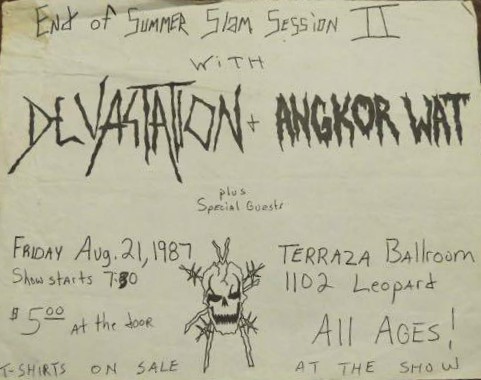 End of Summer Slam Session II
WITH
DEVASTATION + ANGKOR WAT
plus
Special Guests
FRIDAY Aug. 21, 1987
Show starts 7:30
$5.00 At the door
TERRAZA Ballroom
1102 Leopard
All AGES!
T-SHIRTS ON SALE AT THE SHOW